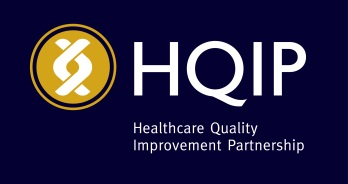 HQIP
Healthcare Quality
Improvement Partnership